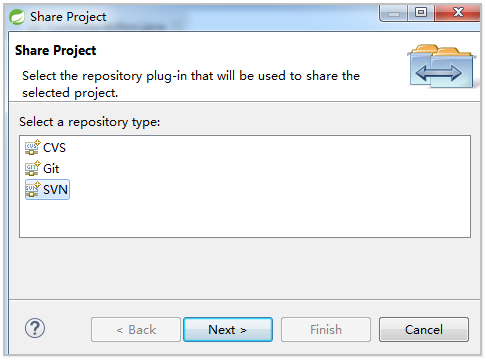 Share Project
Share Project
Select the repository plug-in that will be used to share the
selected project.
Select a repository type:
CVS
Git
SVN
?
< Back
Next >
Finish
Cancel